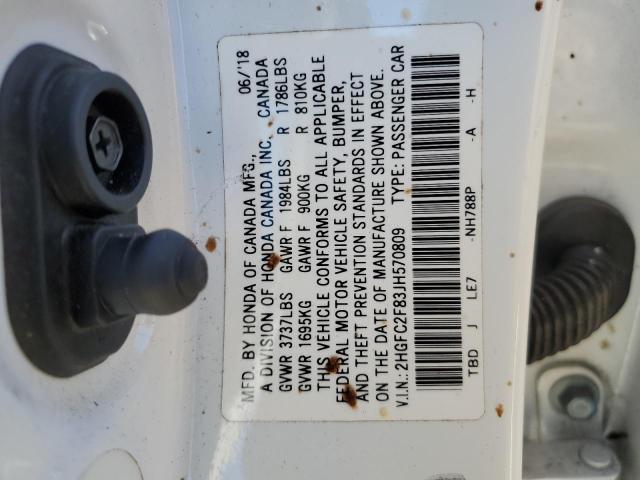 MFD. BY HONDA OF CANADA MFG., 06/'18
A DIVISION OF HONDA CANADA INC. CANADA
GVWR 3737LBS GAWR F 1984LBS R 1786LBS
GVWR 1695KG GAWR F 900KG R 810KG
THIS VEHICLE CONFORMS TO ALL APPLICABLE
FEDERAL MOTOR VEHICLE SAFETY, BUMPER,
AND THEFT PREVENTION STANDARDS IN EFFECT
ON THE DATE OF MANUFACTURE SHOWN ABOVE.
V.I.N.: 2HGFC2F83JH570809 TYPE: PASSENGER CAR
TBD J LE7 -NH788P -A -H